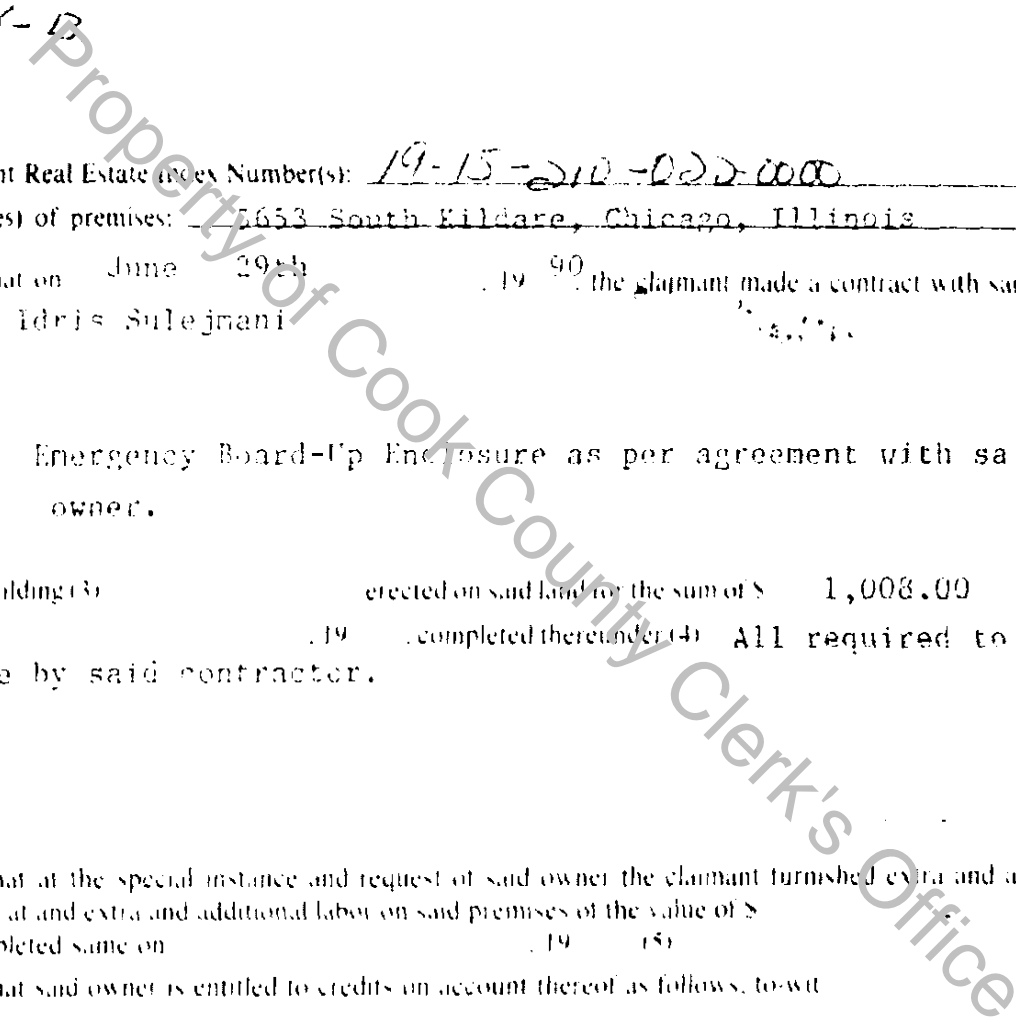 Property of Cook County Clerk's Office
nt Real Estate Index Number(s): 19-15-210-022-0000
es) of premises: 5653 South Kildare, Chicago, Illinois
nat on June 29th , 19 90 . the claimant made a contract with sa
Idris Sulejmani
Emergency Board-Up Enclosure as per agreement with sa
owner.
uilding (3) erected on said land for the sum of $ 1,008.00
, 19 , completed thereunder (4) All required to
e by said contractor.
nat at the special instance and request of said owner the claimant furnished extra and a
at and extra and additional labor on said premises of the value of $
pleted same on , 19 (5)
nat said owner is entitled to credits on account thereof as follows, to-wit